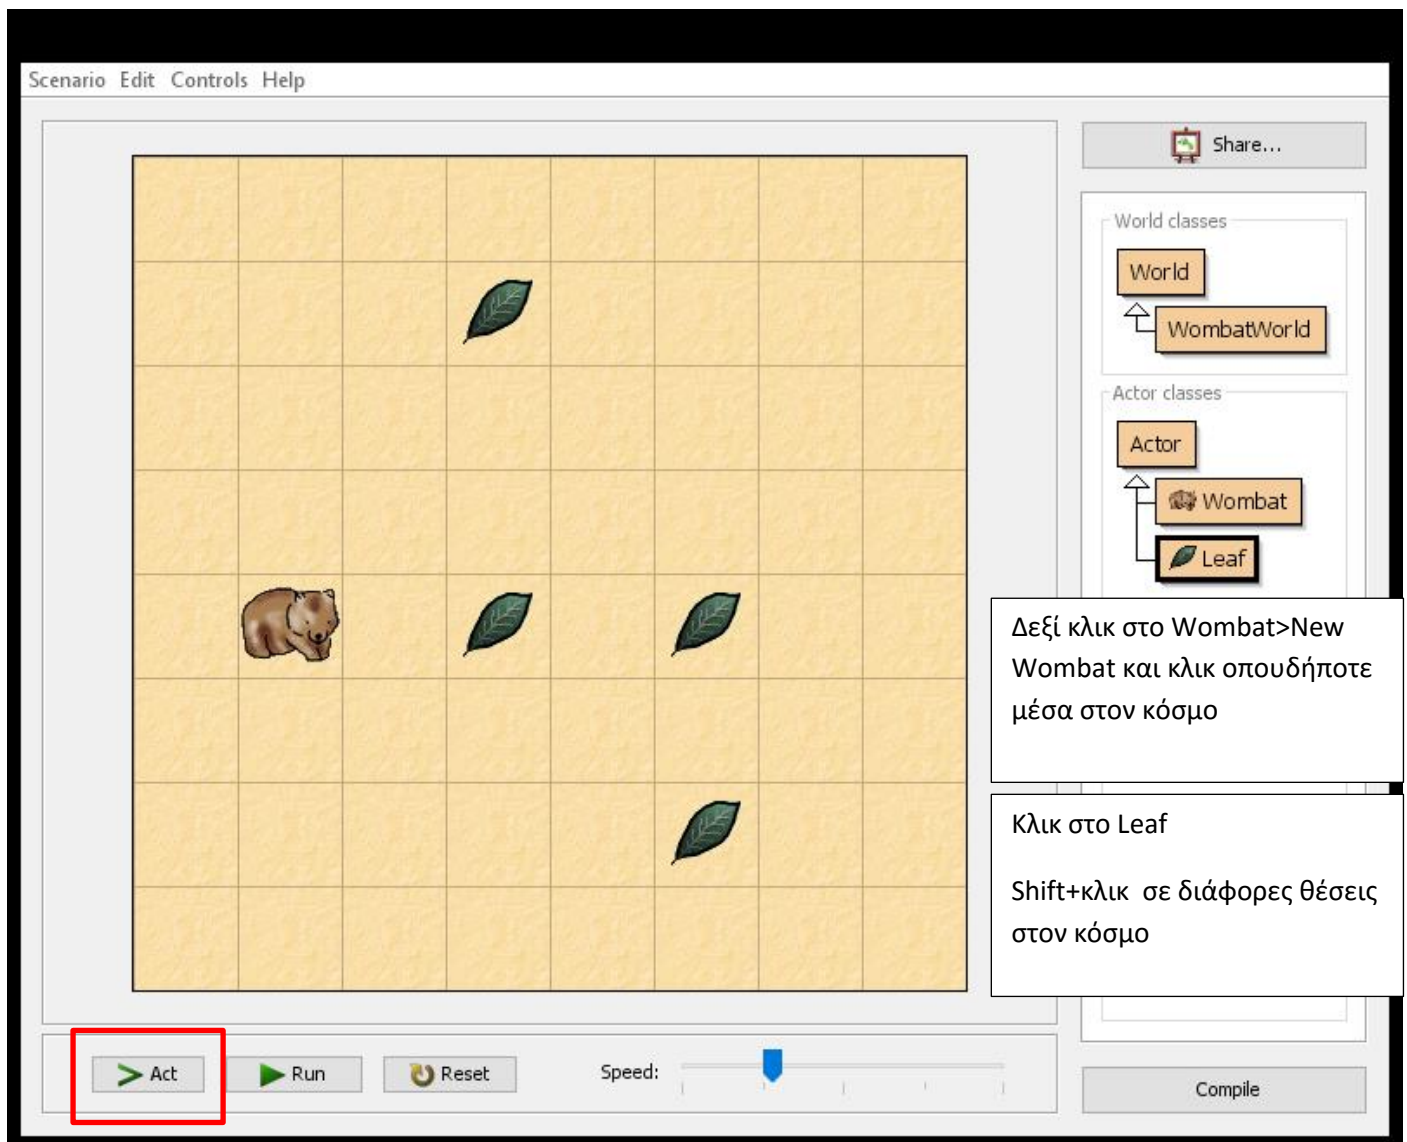 Scenario Edit Controls Help
Share...
World classes
World
WombatWorld
Actor classes
Actor
Wombat
Leaf
Δεξί κλικ στο Wombat>New
Wombat και κλικ οπουδήποτε
μέσα στον κόσμο
Κλικ στο Leaf
Shift+κλικ σε διάφορες θέσεις
στον κόσμο
Act
Run
Reset
Speed:
Compile